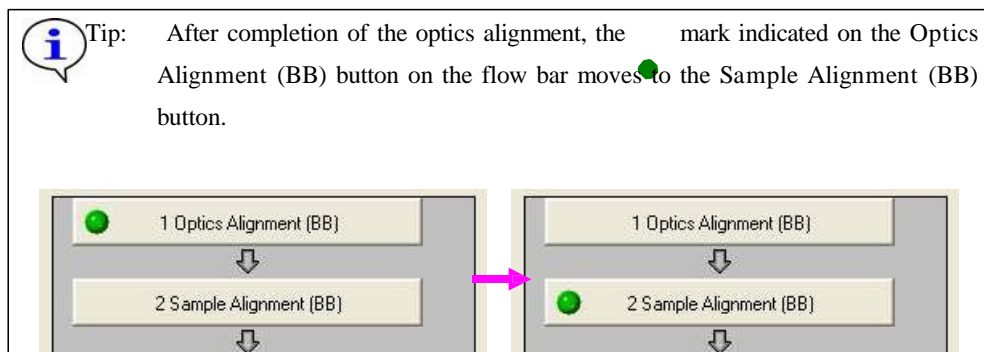 Tip: After completion of the optics alignment, the mark indicated on the Optics
Alignment (BB) button on the flow bar moves to the Sample Alignment (BB)
button.
1 Optics Alignment (BB)
2 Sample Alignment (BB)
1 Optics Alignment (BB)
2 Sample Alignment (BB)